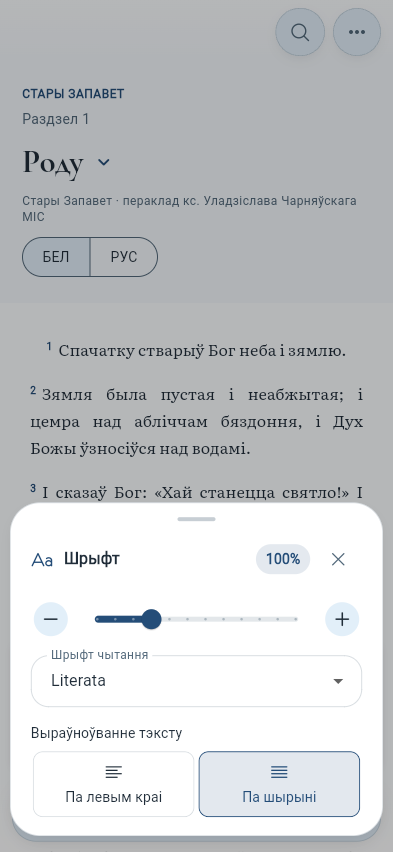 СТАРЫ ЗАПАВЕТ
Раздзел 1
Роду
Стары Запавет · пераклад кс. Уладзіслава Чарняўскага
МІС
БЕЛ РУС
1 Спачатку стварыў Бог неба і зямлю.
2 Зямля была пустая і неабжытая; і
цемра над абліччам бяздоння, і Дух
Божы ўзносіўся над водамі.
3 І сказаў Бог: «Хай станецца святло!» І
Aa Шрыфт 100%
Шрыфт чытання
Literata
Выраўноўванне тэксту
Па левым краі Па шырыні